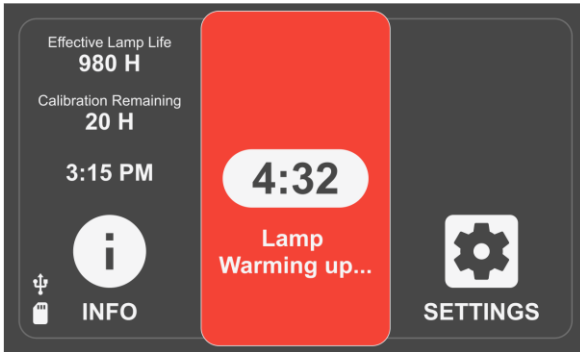 Effective Lamp Life
980 H
Calibration Remaining
20 H
3:15 PM
i
INFO
4:32
Lamp
Warming up...
SETTINGS